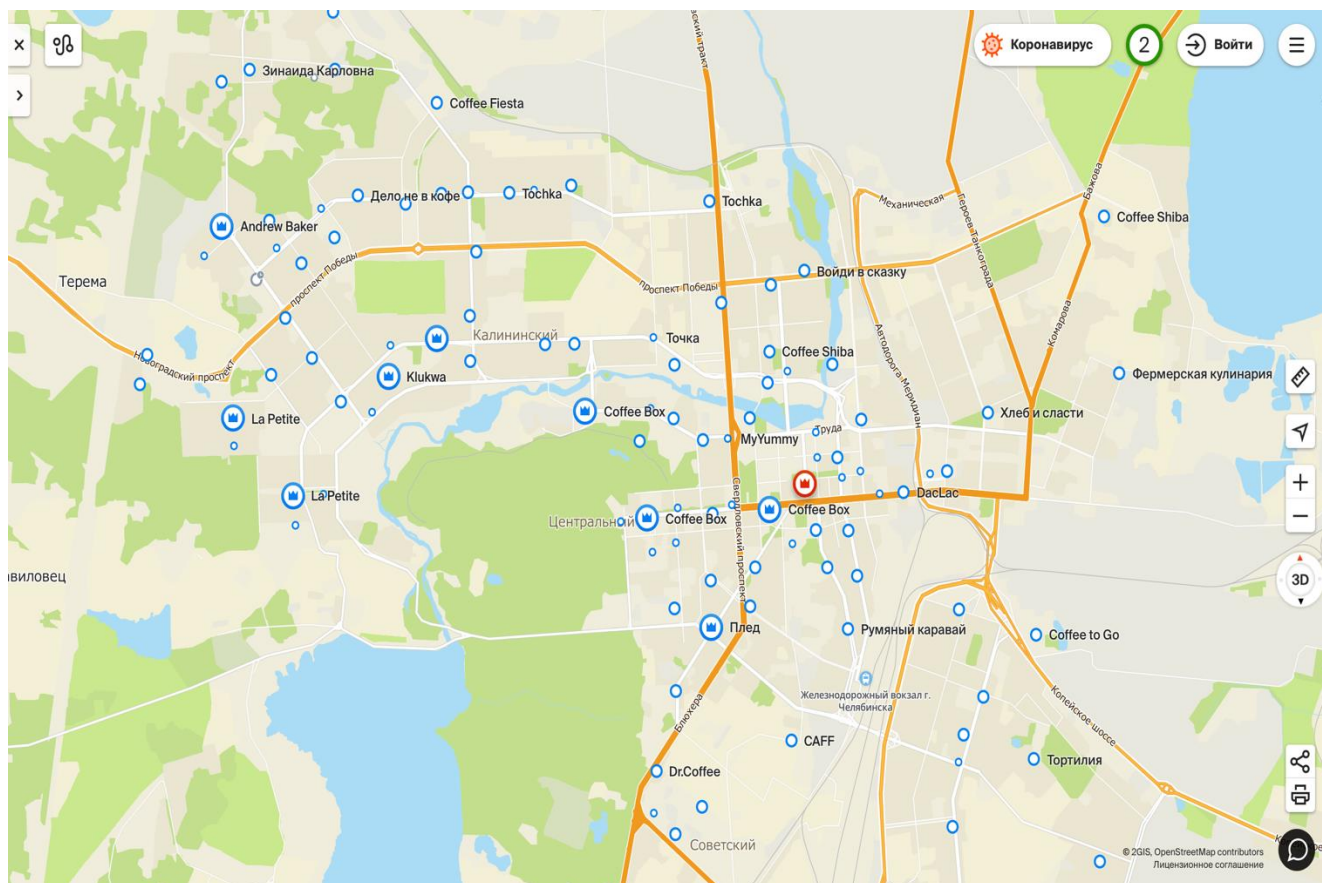 Коронавирус
2
Войти
Зинаида Карловна
Coffee Fiesta
Дело не в кофе
Tochka
Tochka
Механическая
Бажова
Героев Танкограда
Coffee Shiba
Andrew Baker
Терема
проспект Победы
проспект Победы
Войди в сказку
Комарова
Новоградский проспект
Калининский
Точка
Coffee Shiba
Автодорога Меридиан
Klukwa
Фермерская кулинария
La Petite
Coffee Box
MyYummy
Труда
Хлеб и сласти
La Petite
Центральный
Coffee Box
Свердловский проспект
Coffee Box
DacLac
3D
Плед
Румяный каравай
Coffee to Go
Железнодорожный вокзал г.
Челябинска
Копейское шоссе
Блюхера
CAFF
Dr.Coffee
Тортилия
Советский
© 2GIS, OpenStreetMap contributors
Лицензионное соглашение